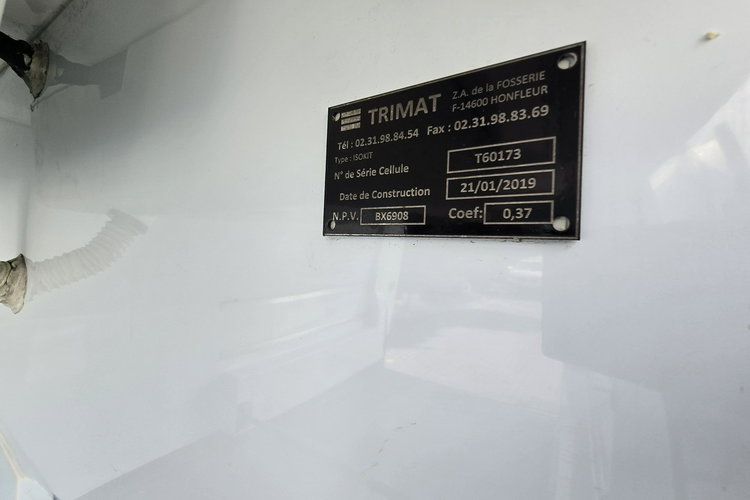 TRIMAT
Z.A. de la FOSSERIE
F-14600 HONFLEUR
Tél : 02.31.98.84.54 Fax : 02.31.98.83.69
Type : ISOKIT
N° de Série Cellule T60173
Date de Construction 21/01/2019
N.P.V. BX6908 Coef: 0,37